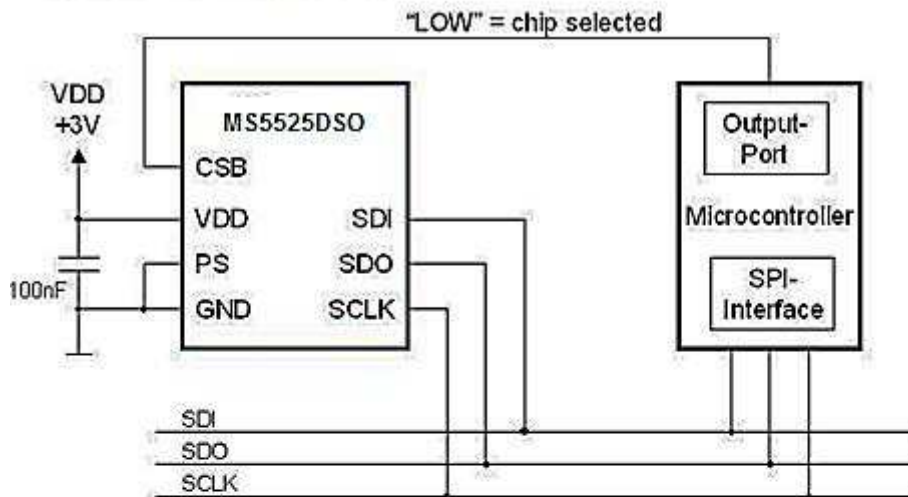 "LOW" = chip selected
VDD
+3V
MS5525DSO
CSB
VDD
PS
GND
SDI
SDO
SCLK
100nF
Output-
Port
Microcontroller
SPI-
Interface
SDI
SDO
SCLK